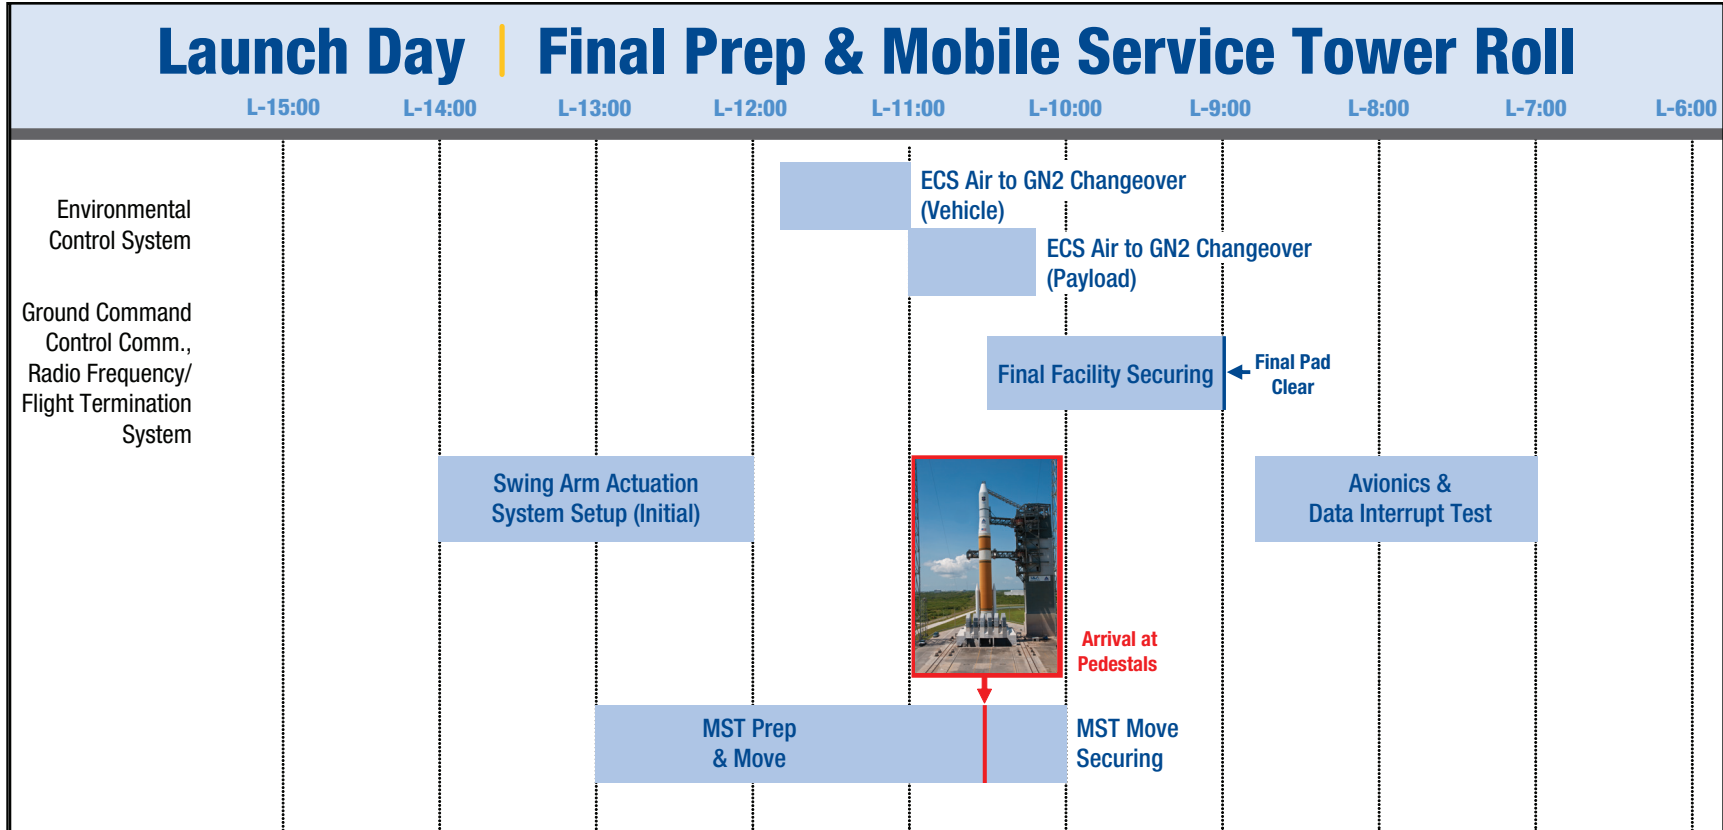 Launch Day | Final Prep & Mobile Service Tower Roll
L-15:00 L-14:00 L-13:00 L-12:00 L-11:00 L-10:00 L-9:00 L-8:00 L-7:00 L-6:00
Environmental
Control System
ECS Air to GN2 Changeover
(Vehicle)
ECS Air to GN2 Changeover
(Payload)
Ground Command
Control Comm.,
Radio Frequency/
Flight Termination
System
Final Facility Securing
Final Pad
Clear
Swing Arm Actuation
System Setup (Initial)
Avionics &
Data Interrupt Test
Arrival at
Pedestals
MST Prep
& Move
MST Move
Securing